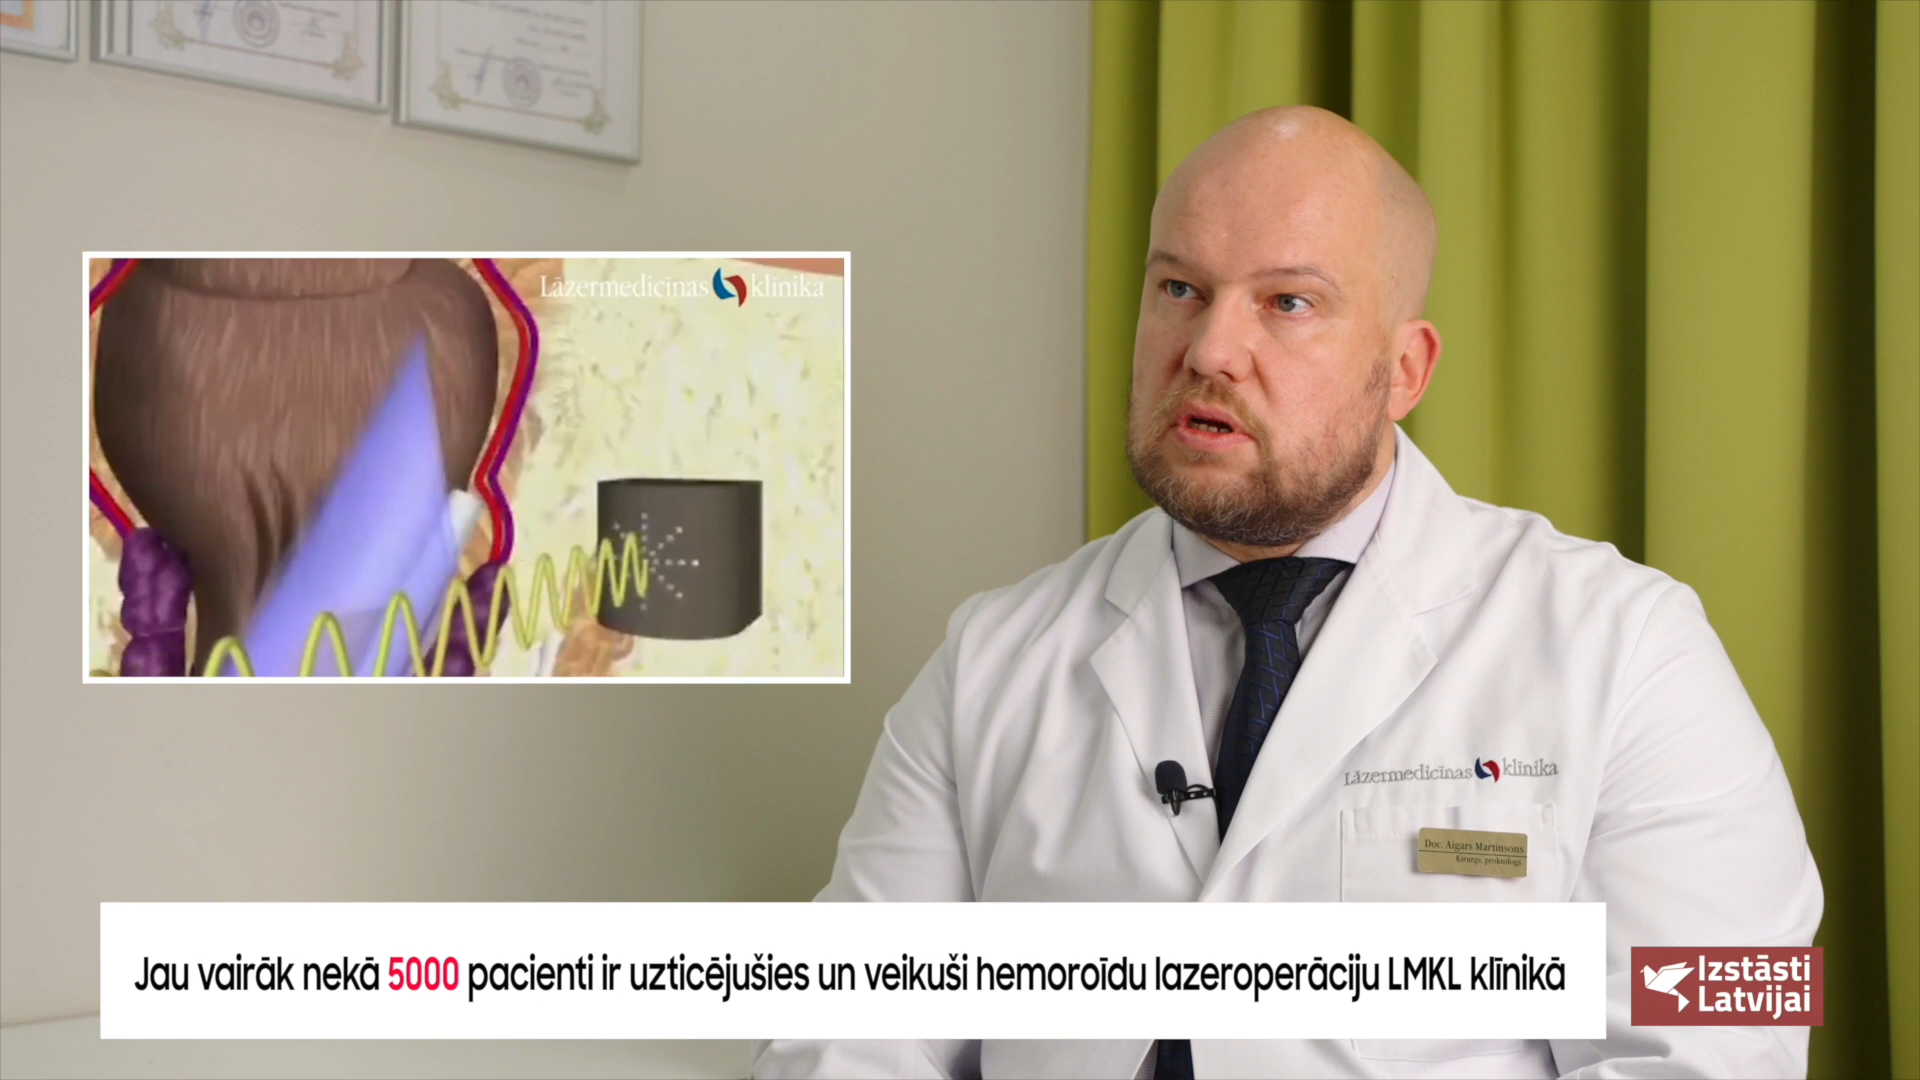 Lāzermedicīnas klīnika
Lāzermedicīnas klīnika
Doc. Aigars Martinsons
Kirurgs, proktologs
Jau vairāk nekā 5000 pacienti ir uzticējušies un veikuši hemoroīdu lazeroperāciju LMKL klīnikā
Izstāsti
Latvijai